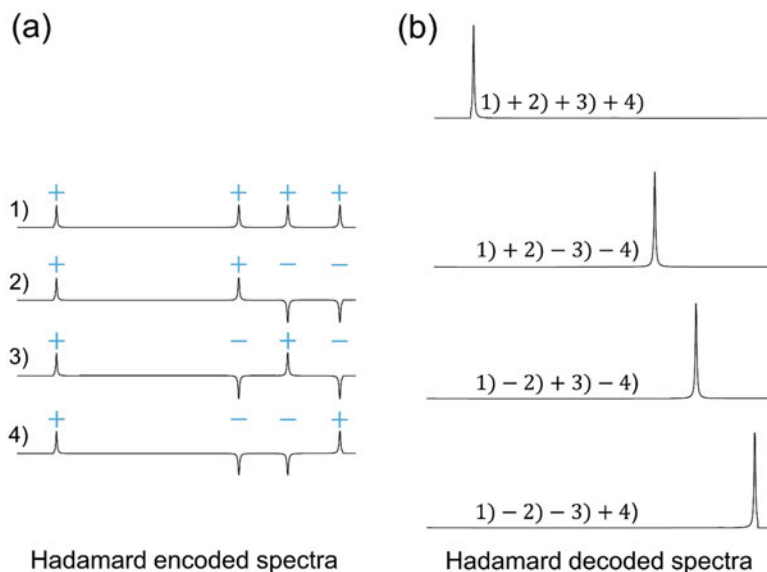 (a)
1)
+ + + +
2)
+ + − −
3)
+ − + −
4)
+ − − +
Hadamard encoded spectra
(b)
1) + 2) + 3) + 4)
1) + 2) − 3) − 4)
1) − 2) + 3) − 4)
1) − 2) − 3) + 4)
Hadamard decoded spectra